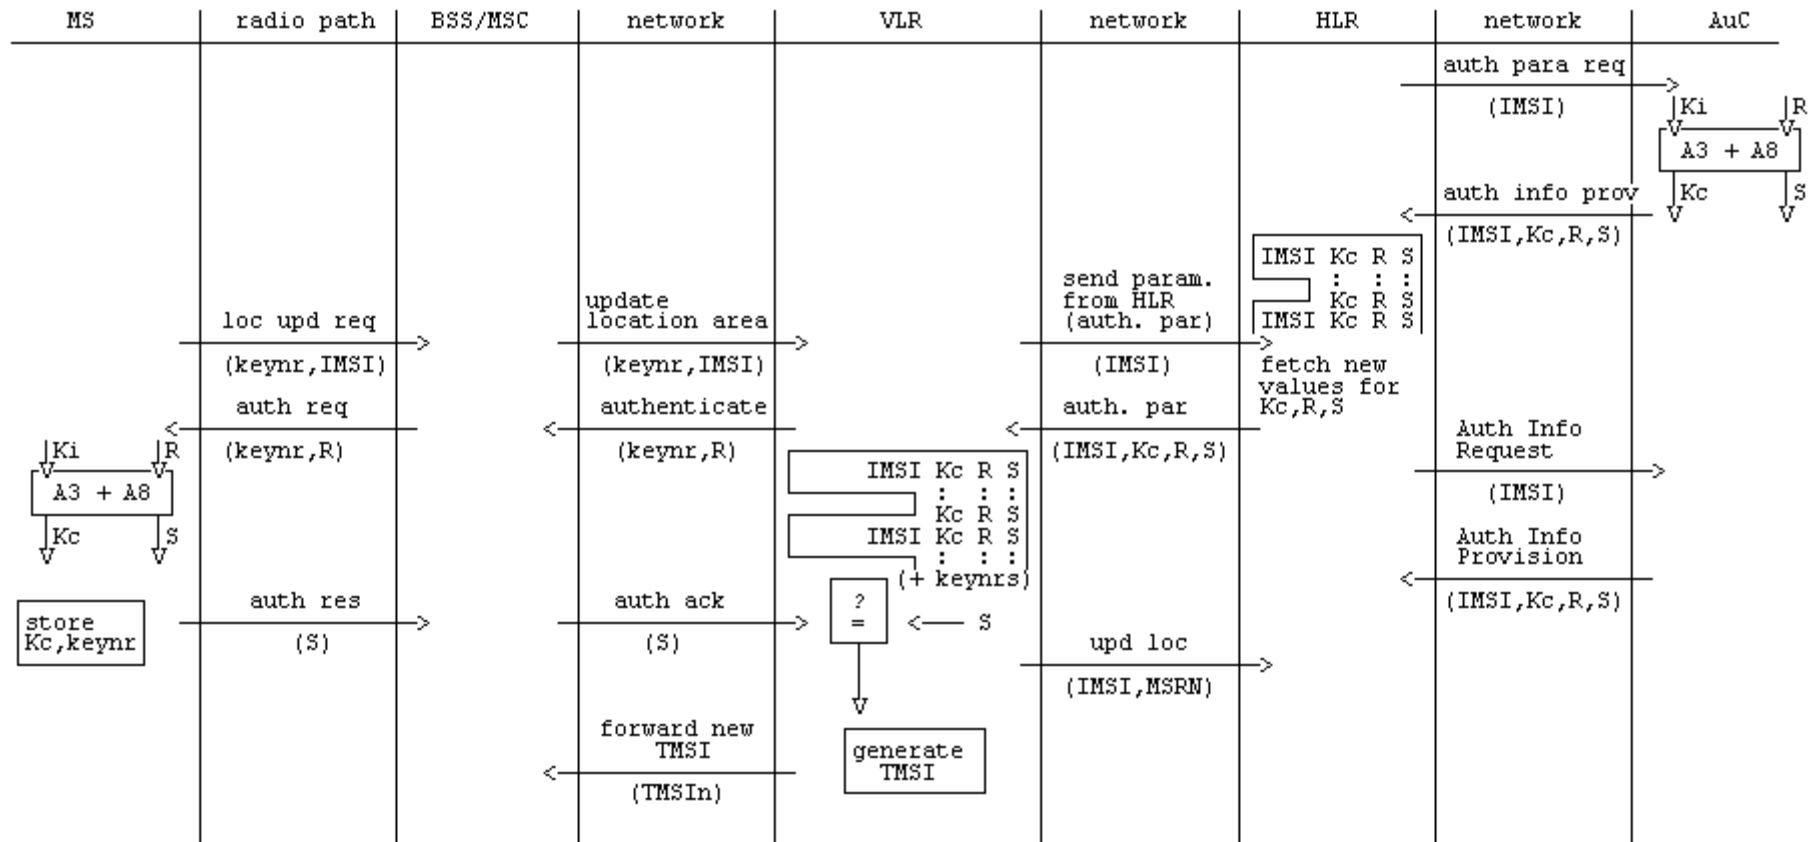 MS radio path BSS/MSC network VLR network HLR network AuC
auth para req
(IMSI)
Ki R
A3 + A8
auth info prov
Kc S
(IMSI,Kc,R,S)
IMSI Kc R S
: : :
Kc R S
IMSI Kc R S
send param.
from HLR
(auth. par)
update
location area
loc upd req
(keynr,IMSI)
(keynr,IMSI)
(IMSI)
fetch new
values for
Kc,R,S
auth req
authenticate
auth. par
(keynr,R)
(keynr,R)
(IMSI,Kc,R,S)
Auth Info
Request
(IMSI)
Ki R
A3 + A8
Kc S
IMSI Kc R S
: : :
Kc R S
IMSI Kc R S
: : :
(+ keynrs)
Auth Info
Provision
(IMSI,Kc,R,S)
store
Kc,keynr
auth res
(S)
auth ack
(S)
?
=
S
upd loc
(IMSI,MSRN)
forward new
TMSI
(TMSIn)
generate
TMSI